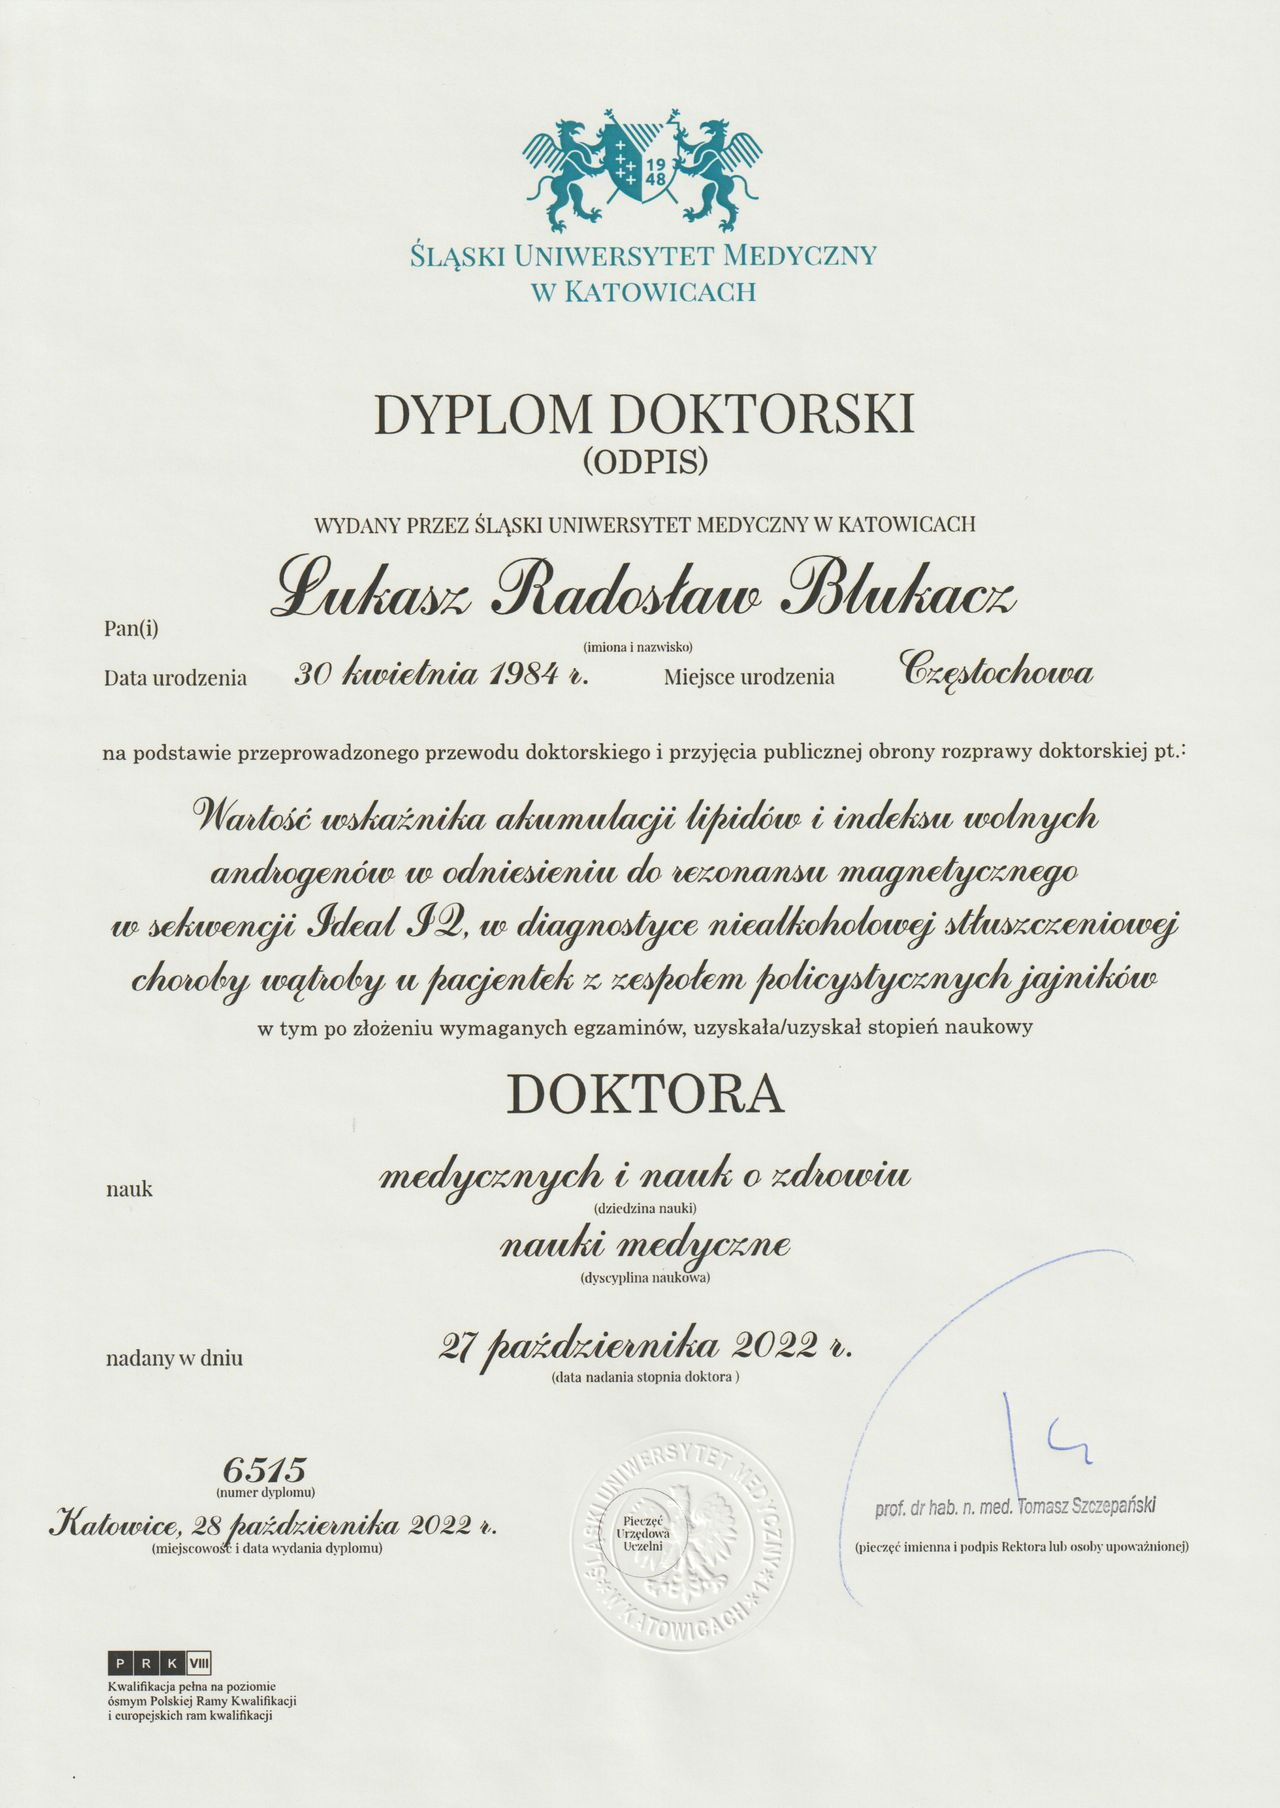 19
48
ŚLĄSKI UNIWERSYTET MEDYCZNY
W KATOWICACH
DYPLOM DOKTORSKI
(ODPIS)
WYDANY PRZEZ ŚLĄSKI UNIWERSYTET MEDYCZNY W KATOWICACH
Pan(i) Łukasz Radosław Blukacz
(imiona i nazwisko)
Data urodzenia 30 kwietnia 1984 r. Miejsce urodzenia Częstochowa
na podstawie przeprowadzonego przewodu doktorskiego i przyjęcia publicznej obrony rozprawy doktorskiej pt.:
Wartość wskaźnika akumulacji lipidów i indeksu wolnych
androgenów w odniesieniu do rezonansu magnetycznego
w sekwencji Ideal IQ, w diagnostyce niealkoholowej stłuszczeniowej
choroby wątroby u pacjentek z zespołem policystycznych jajników
w tym po złożeniu wymaganych egzaminów, uzyskała/uzyskał stopień naukowy
DOKTORA
nauk medycznych i nauk o zdrowiu
(dziedzina nauki)
nauki medyczne
(dyscyplina naukowa)
nadany w dniu 27 października 2022 r.
(data nadania stopnia doktora )
6515
(numer dyplomu)
Katowice, 28 października 2022 r.
(miejscowość i data wydania dyplomu)
ŚLĄSKI UNIWERSYTET MEDYCZNY * 1 * W KATOWICACH *
Pieczęć
Urzędowa
Uczelni
prof. dr hab. n. med. Tomasz Szczepański
(pieczęć imienna i podpis Rektora lub osoby upoważnionej)
P R K VIII
Kwalifikacja pełna na poziomie
ósmym Polskiej Ramy Kwalifikacji
i europejskich ram kwalifikacji